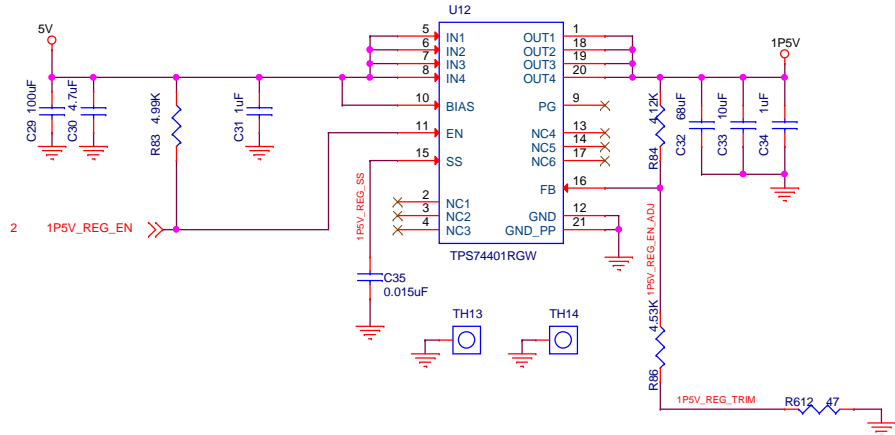 U12
5V
1P5V
C29 100uF
C30 4.7uF
R83 4.99K
C31 1uF
5 IN1
6 IN2
7 IN3
8 IN4
10 BIAS
11 EN
15 SS
2 NC1
3 NC2
4 NC3
OUT1 1
OUT2 18
OUT3 19
OUT4 20
PG 9
NC4 13
NC5 14
NC6 17
FB 16
GND 12
GND_PP 21
TPS74401RGW
R84 4.12K
C32 68uF
C33 10uF
C34 1uF
2 1P5V_REG_EN
1P5V_REG_SS
C35
0.015uF
1P5V_REG_EN_ADJ
TH13
TH14
R86 4.53K
1P5V_REG_TRIM
R612 47